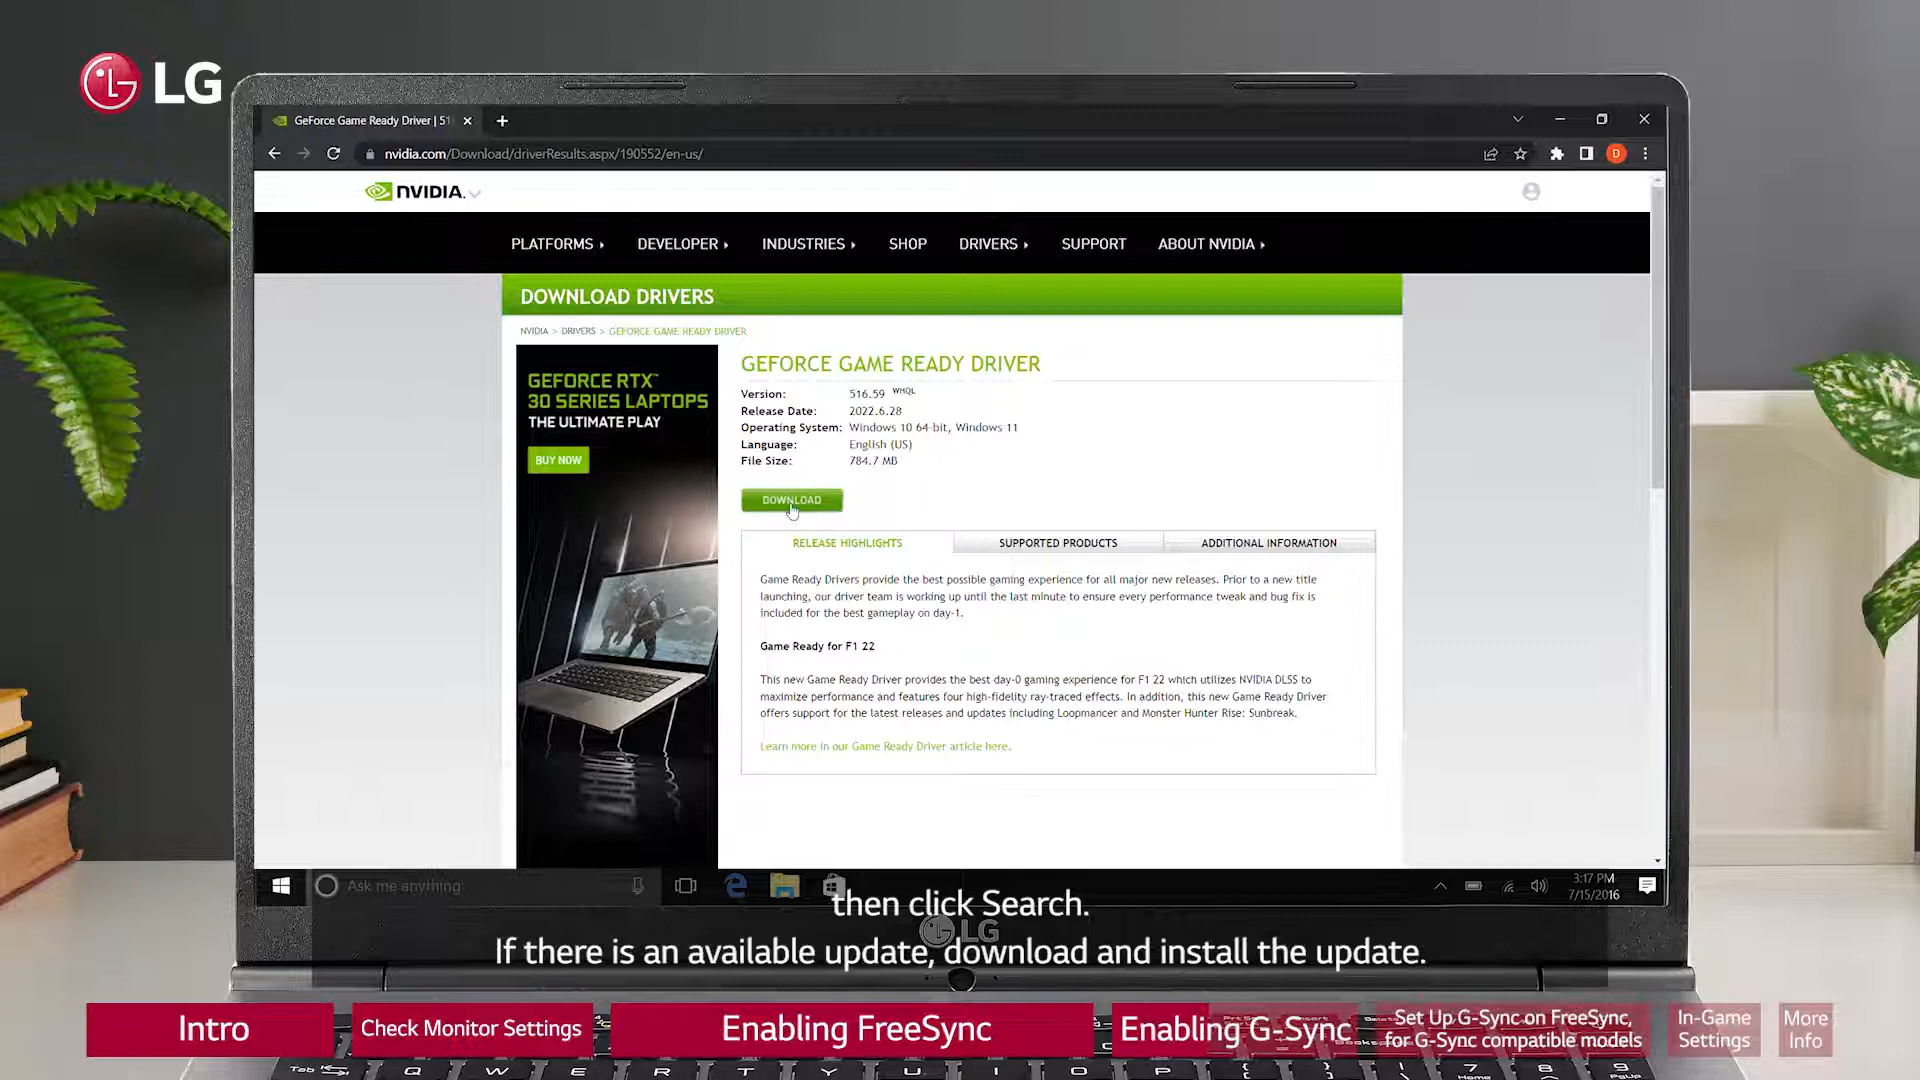 LG
GeForce Game Ready Driver | 51
nvidia.com/Download/driverResults.aspx/190552/en-us/
D
NVIDIA.
PLATFORMS DEVELOPER INDUSTRIES SHOP DRIVERS SUPPORT ABOUT NVIDIA
DOWNLOAD DRIVERS
NVIDIA > DRIVERS > GEFORCE GAME READY DRIVER
GEFORCE RTX™
30 SERIES LAPTOPS
THE ULTIMATE PLAY
BUY NOW
GEFORCE GAME READY DRIVER
Version: 516.59 WHQL
Release Date: 2022.6.28
Operating System: Windows 10 64-bit, Windows 11
Language: English (US)
File Size: 784.7 MB
DOWNLOAD
RELEASE HIGHLIGHTS SUPPORTED PRODUCTS ADDITIONAL INFORMATION
Game Ready Drivers provide the best possible gaming experience for all major new releases. Prior to a new title
launching, our driver team is working up until the last minute to ensure every performance tweak and bug fix is
included for the best gameplay on day-1.
Game Ready for F1 22
This new Game Ready Driver provides the best day-0 gaming experience for F1 22 which utilizes NVIDIA DLSS to
maximize performance and features four high-fidelity ray-traced effects. In addition, this new Game Ready Driver
offers support for the latest releases and updates including Loopmancer and Monster Hunter Rise: Sunbreak.
Learn more in our Game Ready Driver article here.
Ask me anything
3:17 PM
7/15/2016
then click Search.
LG
If there is an available update, download and install the update.
Intro
Check Monitor Settings
Enabling FreeSync
Enabling G-Sync
Set Up G-Sync on FreeSync,
for G-Sync compatible models
In-Game
Settings
More
Info
Tab Q W E R T Y U I O P 7 8 9
Home PgUp